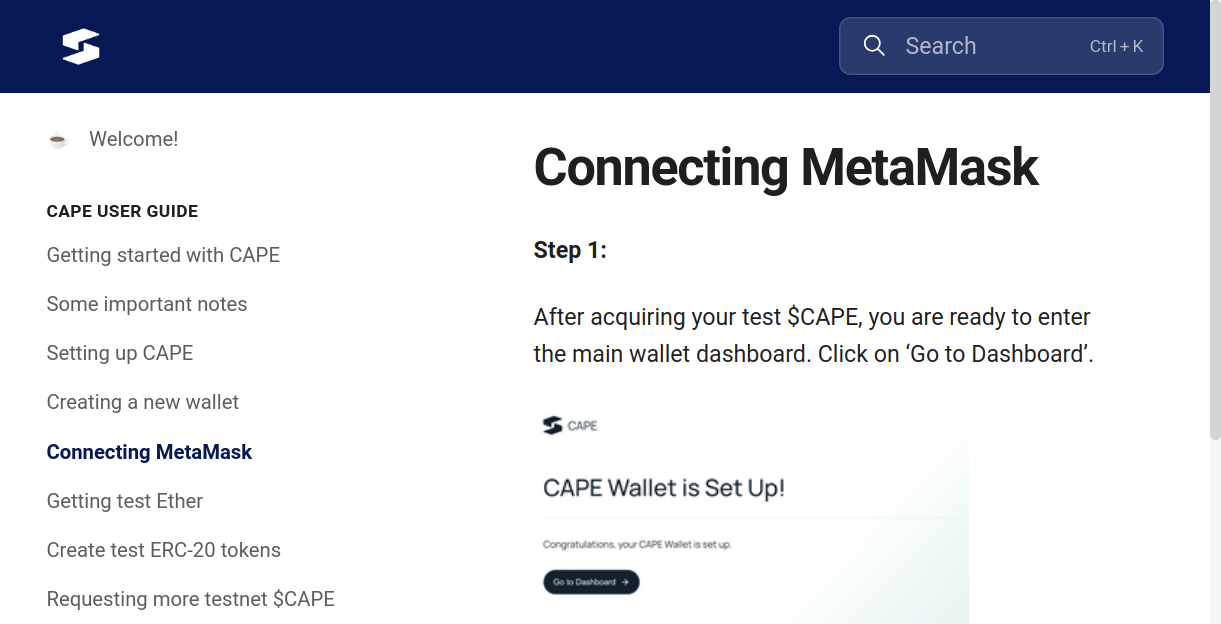 Search
Ctrl + K
Welcome!
CAPE USER GUIDE
Getting started with CAPE
Some important notes
Setting up CAPE
Creating a new wallet
Connecting MetaMask
Getting test Ether
Create test ERC-20 tokens
Requesting more testnet $CAPE
Connecting MetaMask
Step 1:
After acquiring your test $CAPE, you are ready to enter
the main wallet dashboard. Click on ‘Go to Dashboard’.
CAPE
CAPE Wallet is Set Up!
Congratulations, your CAPE Wallet is set up.
Go to Dashboard →